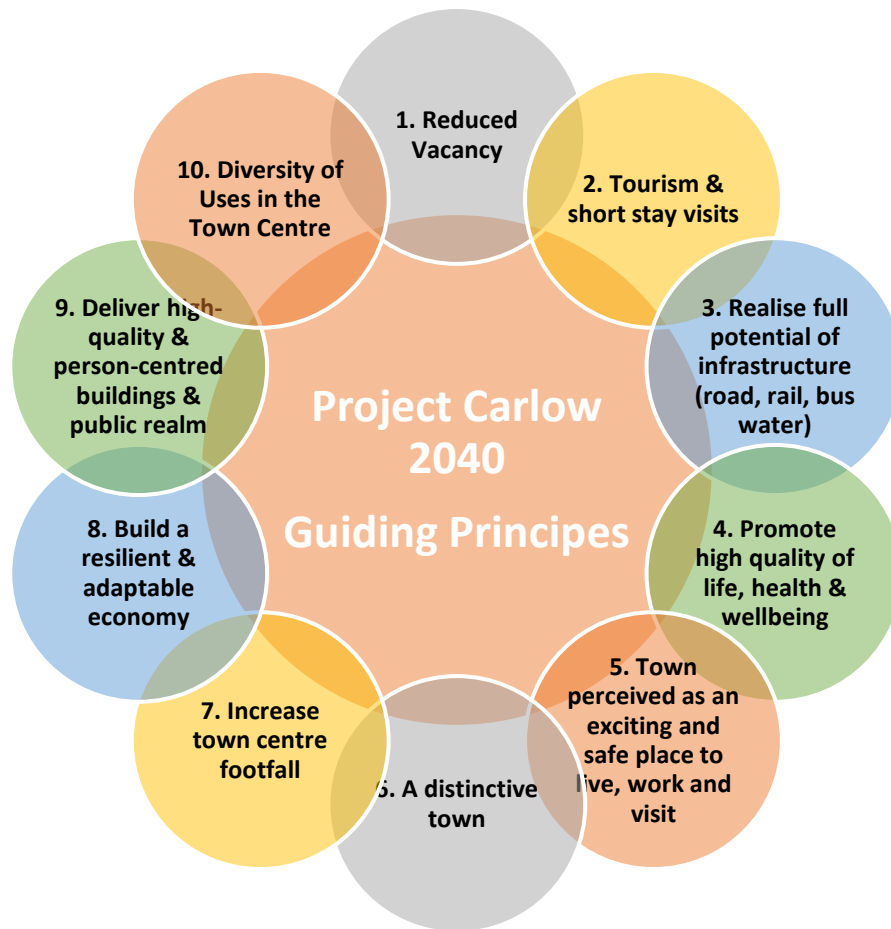 Project Carlow
2040
Guiding Principes
1. Reduced
Vacancy
2. Tourism &
short stay visits
3. Realise full
potential of
infrastructure
(road, rail, bus
water)
4. Promote
high quality of
life, health &
wellbeing
5. Town
perceived as an
exciting and
safe place to
live, work and
visit
6. A distinctive
town
7. Increase
town centre
footfall
8. Build a
resilient &
adaptable
economy
9. Deliver high-
quality &
person-centred
buildings &
public realm
10. Diversity of
Uses in the
Town Centre